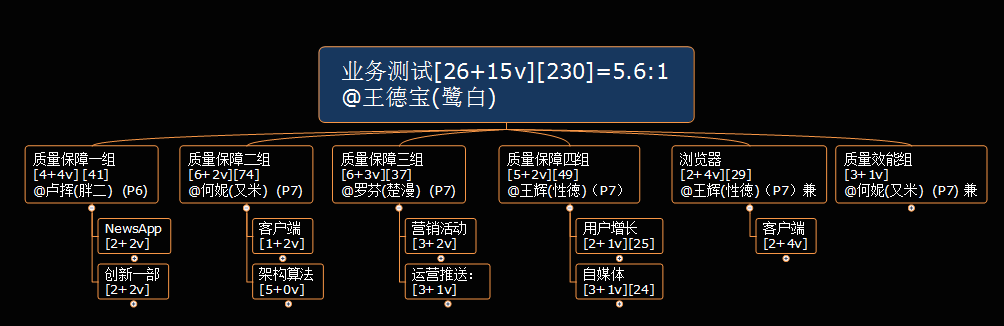 业务测试[26+15v][230]=5.6:1
@王德宝(鹭白)
质量保障一组
[4+4v] [41]
@卢挥(胖二)  (P6)
NewsApp
[2+2v]
创新一部
[2+2v]
质量保障二组
[6+2v][74]
@何妮(又米)  (P7)
客户端
[1+2v]
架构算法
[5+0v]
质量保障三组
[6+3v][37]
@罗芬(楚漫)  (P7)
营销活动
[3+2v]
运营推送：
[3+1v]
质量保障四组
[5+2v][49]
@王辉(性徳)（P7）
用户增长
[2+1v][25]
自媒体
[3+1v][24]
浏览器
[2+4v][29]
@王辉(性徳)（P7）兼
客户端
[2+4v]
质量效能组
[3+1v]
@何妮(又米)  (P7) 兼